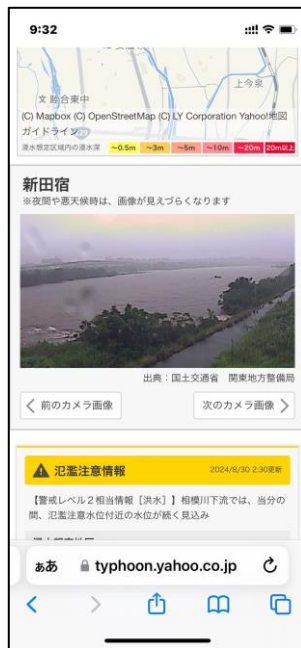 9:32
上今泉
文 総合東中
(C) Mapbox (C) OpenStreetMap (C) LY Corporation Yahoo!地図
ガイドライン
浸水想定区域内の浸水深 ~0.5m ~3m ~5m ~10m ~20m 20m以上
新田宿
※夜間や悪天候時は、画像が見えづらくなります
出典：国土交通省 関東地方整備局
前のカメラ画像 次のカメラ画像
氾濫注意情報 2024/8/30 2:30更新
【警戒レベル２相当情報［洪水］】相模川下流では、当分の
間、氾濫注意水位付近の水位が続く見込み
ぁあ typhoon.yahoo.co.jp